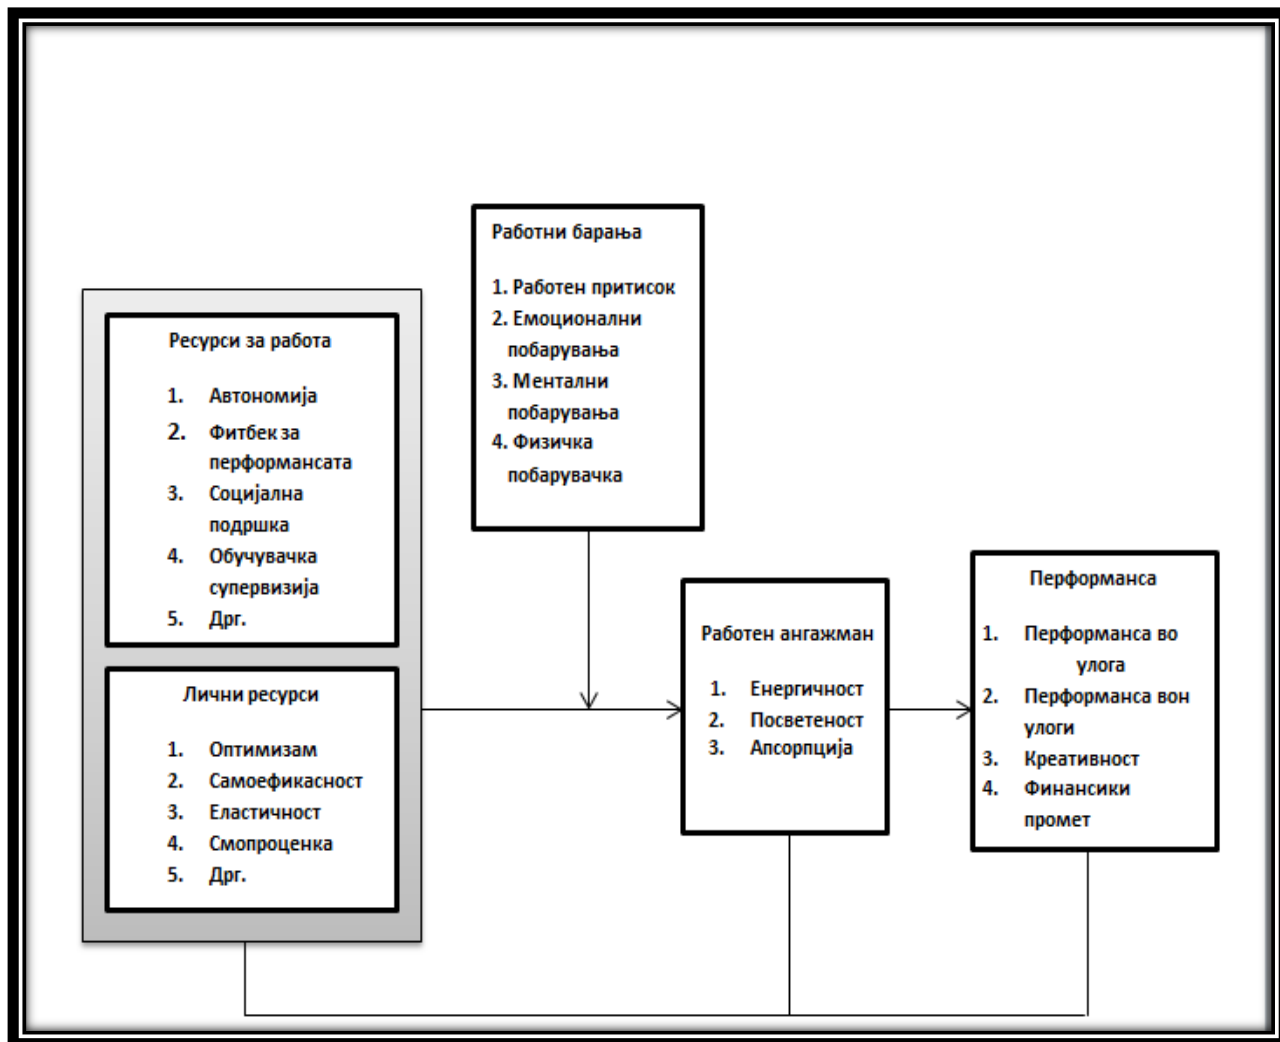 Работни барања
1. Работен притисок
2. Емоционални
побарувања
3. Ментални
побарувања
4. Физичка
побарувачка
Ресурси за работа
1. Автономија
2. Фитбек за
перформансата
3. Социјална
подршка
4. Обучувачка
супервизија
5. Дрг.
Лични ресурси
1. Оптимизам
2. Самоефикасност
3. Еластичност
4. Смопроценка
5. Дрг.
Работен ангажман
1. Енергичност
2. Посветеност
3. Апсорпција
Перформанса
1. Перформанса во
улога
2. Перформанса вон
улоги
3. Креативност
4. Финансики
промет